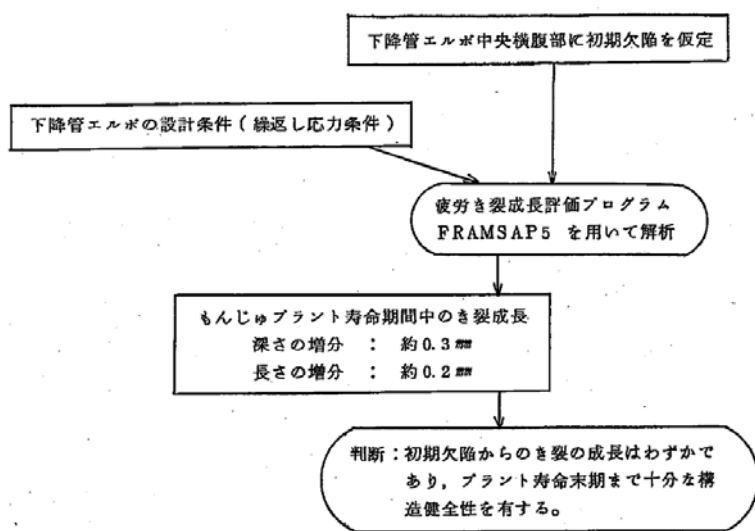 下降管エルボ中央横腹部に初期欠陥を仮定
下降管エルボの設計条件(繰返し応力条件)
疲労き裂成長評価プログラム
FRAMSAP5 を用いて解析
もんじゅプラント寿命期間中のき裂成長
深さの増分 : 約0.3㎜
長さの増分 : 約0.2㎜
判断:初期欠陥からのき裂の成長はわずかで
あり,プラント寿命末期まで十分な構
造健全性を有する。